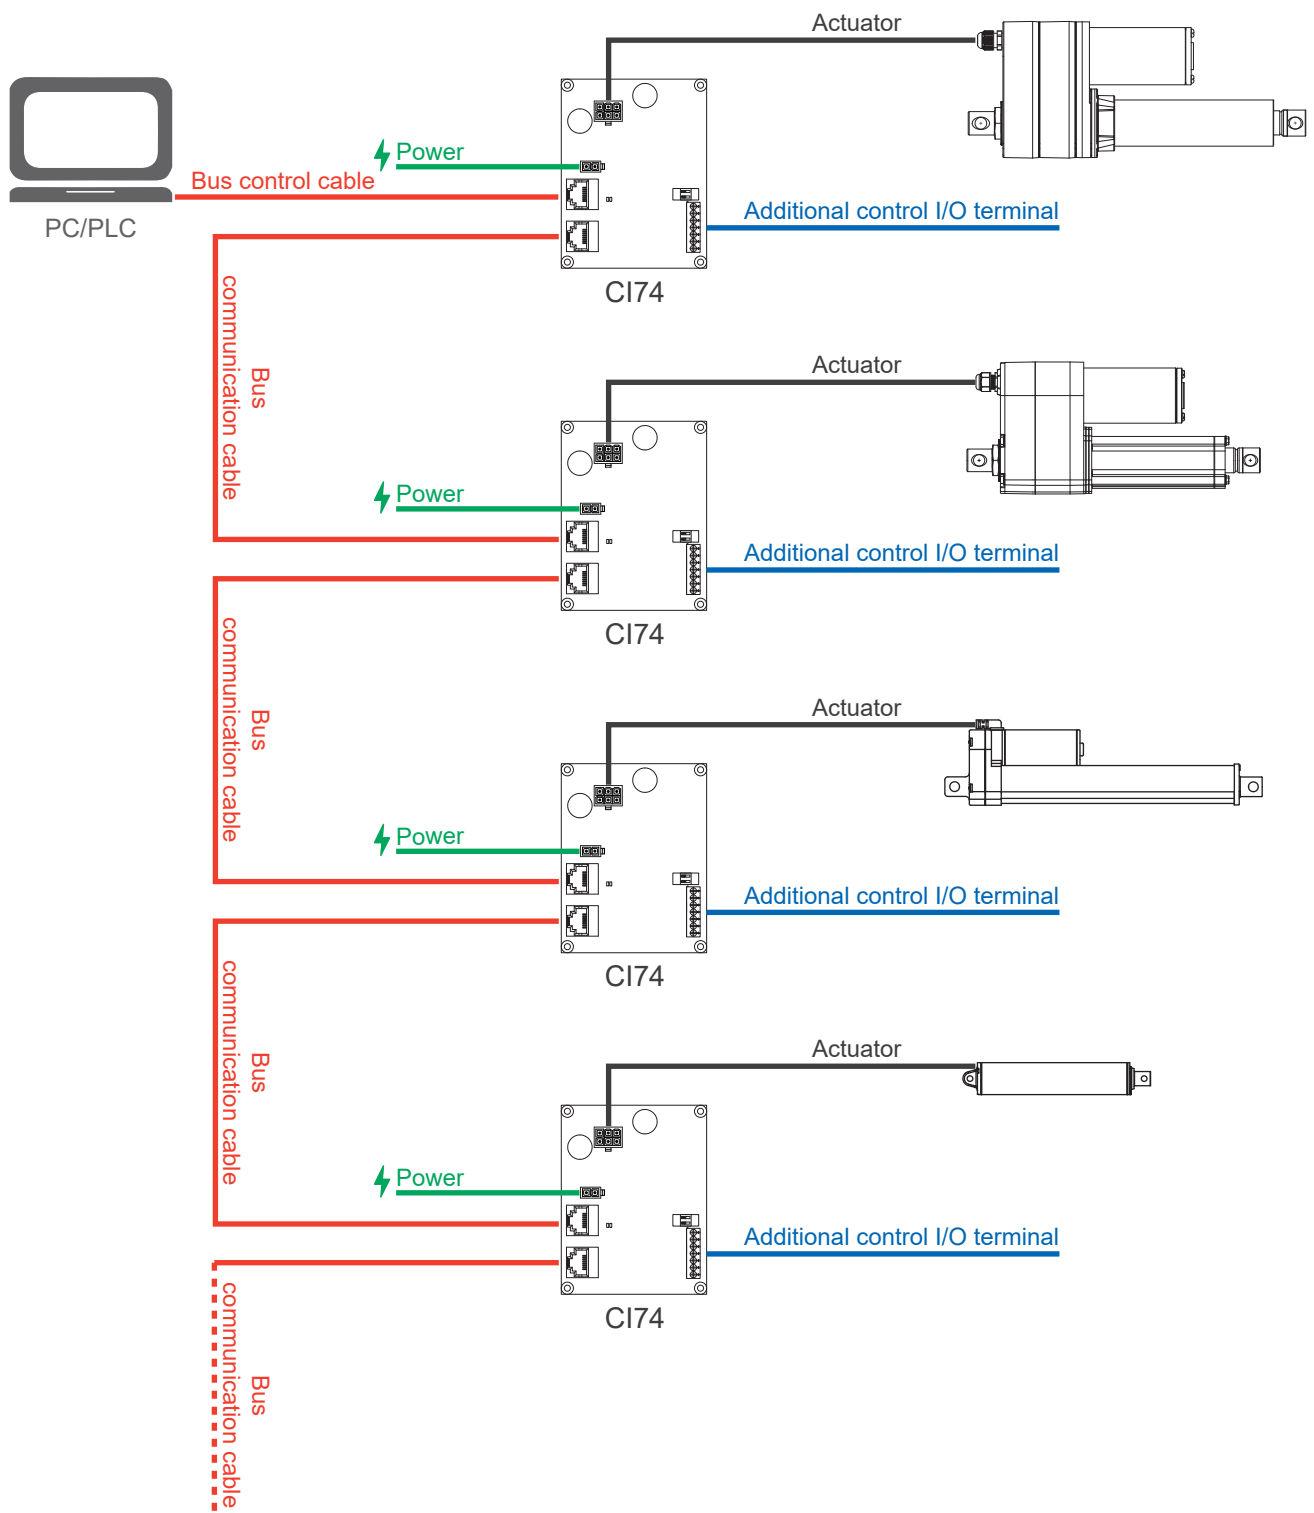 Actuator
Power
Bus control cable
PC/PLC
Additional control I/O terminal
CI74
Bus
communication cable
Actuator
Power
Additional control I/O terminal
CI74
Bus
communication cable
Actuator
Power
Additional control I/O terminal
CI74
Bus
communication cable
Actuator
Power
Additional control I/O terminal
CI74
Bus
communication cable